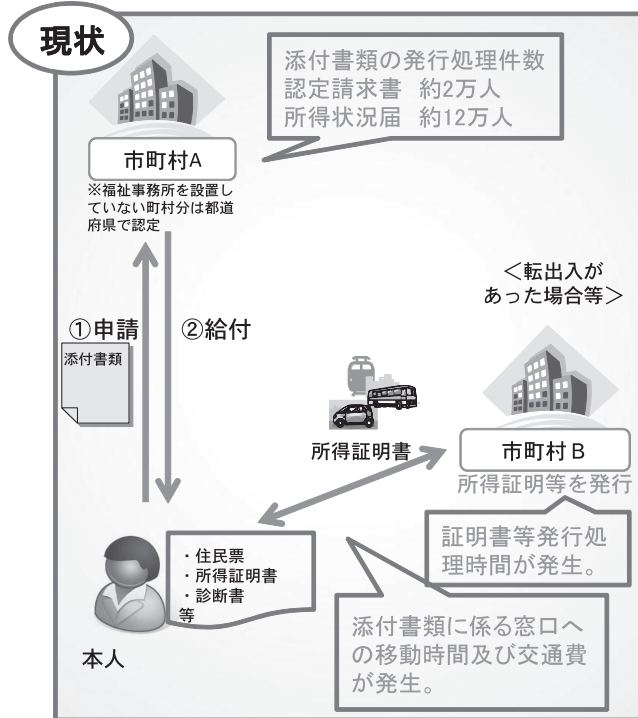 現状
添付書類の発行処理件数
認定請求書 約2万人
所得状況届 約12万人
市町村A
※福祉事務所を設置し
ていない町村分は都道
府県で認定
＜転出入が
あった場合等＞
①申請
②給付
添付書類
所得証明書
市町村B
所得証明等を発行
証明書等発行処
理時間が発生。
・住民票
・所得証明書
・診断書
等
添付書類に係る窓口へ
の移動時間及び交通費
が発生。
本人